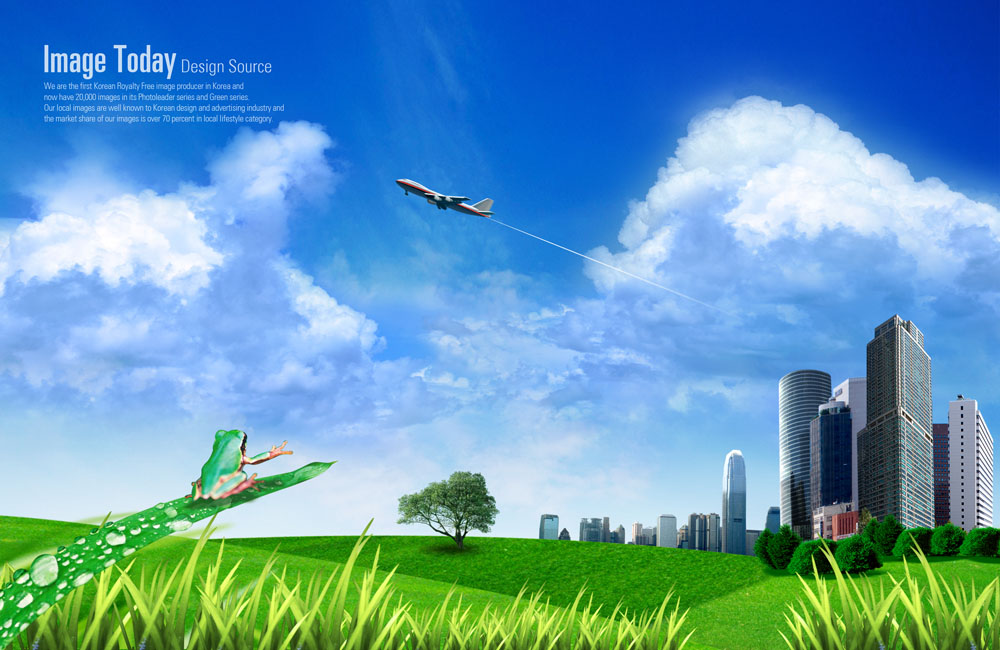 Image Today Design Source
We are the first Korean Royalty Free image producer in Korea and
now have 20,000 images in its Photoleader series and Green series.
Our local images are well known to Korean design and advertising industry and
the market share of our images is over 70 percent in local lifestyle category.